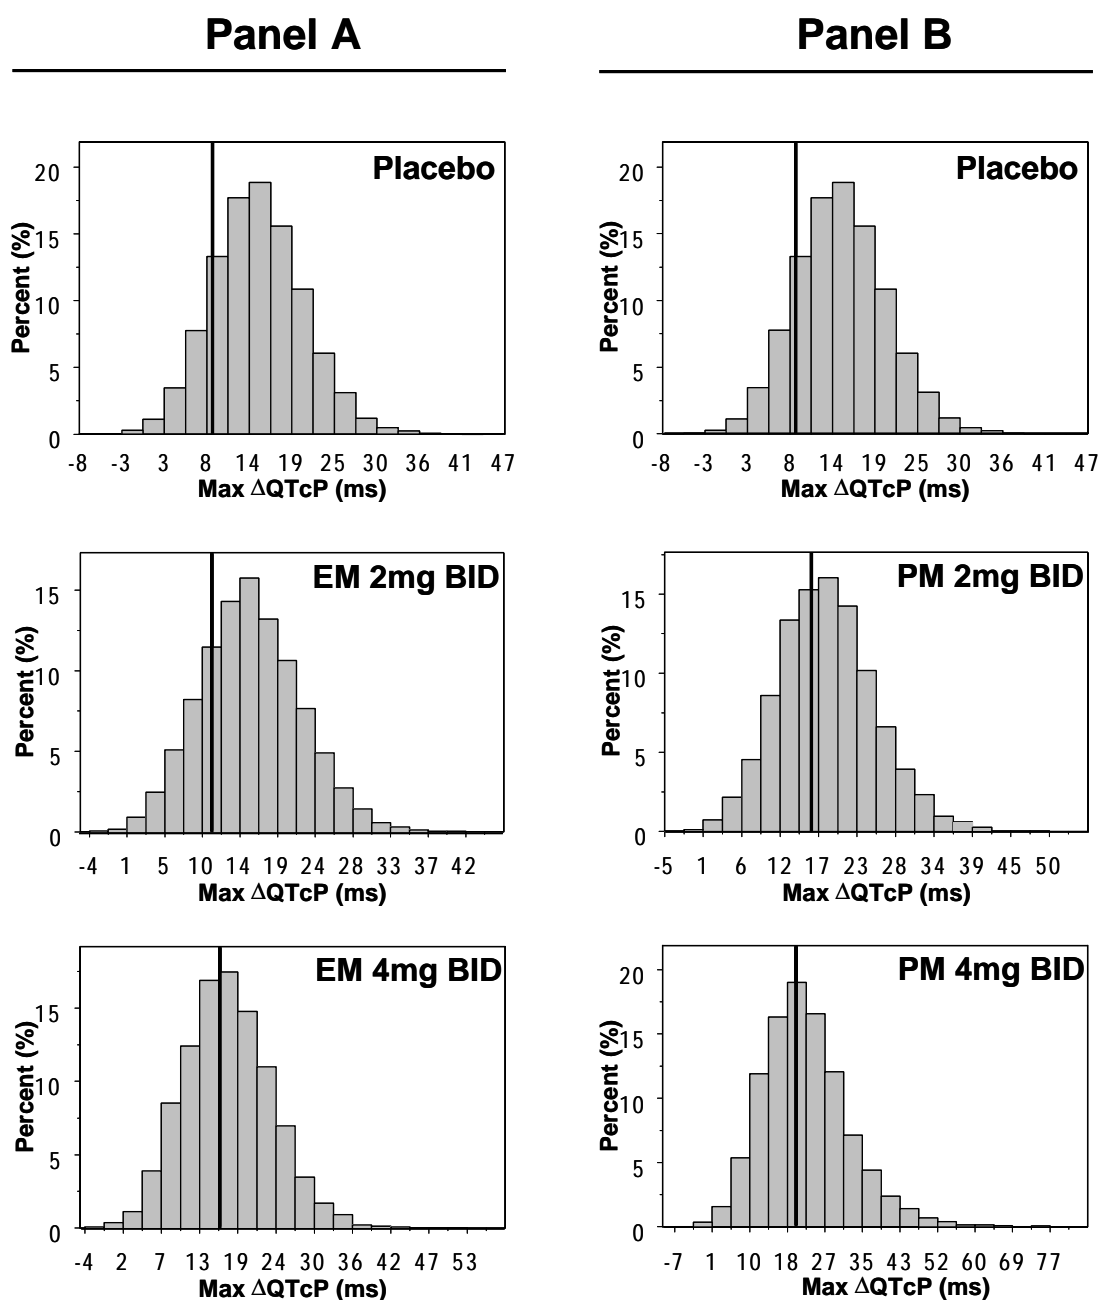 Panel A
Panel B
Placebo
Percent (%)
20
15
10
5
0
-8 -3 3 8 14 19 25 30 36 41 47
Max ΔQTcP (ms)
Placebo
Percent (%)
20
15
10
5
0
-8 -3 3 8 14 19 25 30 36 41 47
Max ΔQTcP (ms)
EM 2mg BID
Percent (%)
15
10
5
0
-4 1 5 10 14 19 24 28 33 37 42
Max ΔQTcP (ms)
PM 2mg BID
Percent (%)
15
10
5
0
-5 1 6 12 17 23 28 34 39 45 50
Max ΔQTcP (ms)
EM 4mg BID
Percent (%)
15
10
5
0
-4 2 7 13 19 24 30 36 42 47 53
Max ΔQTcP (ms)
PM 4mg BID
Percent (%)
20
15
10
5
0
-7 1 10 18 27 35 43 52 60 69 77
Max ΔQTcP (ms)